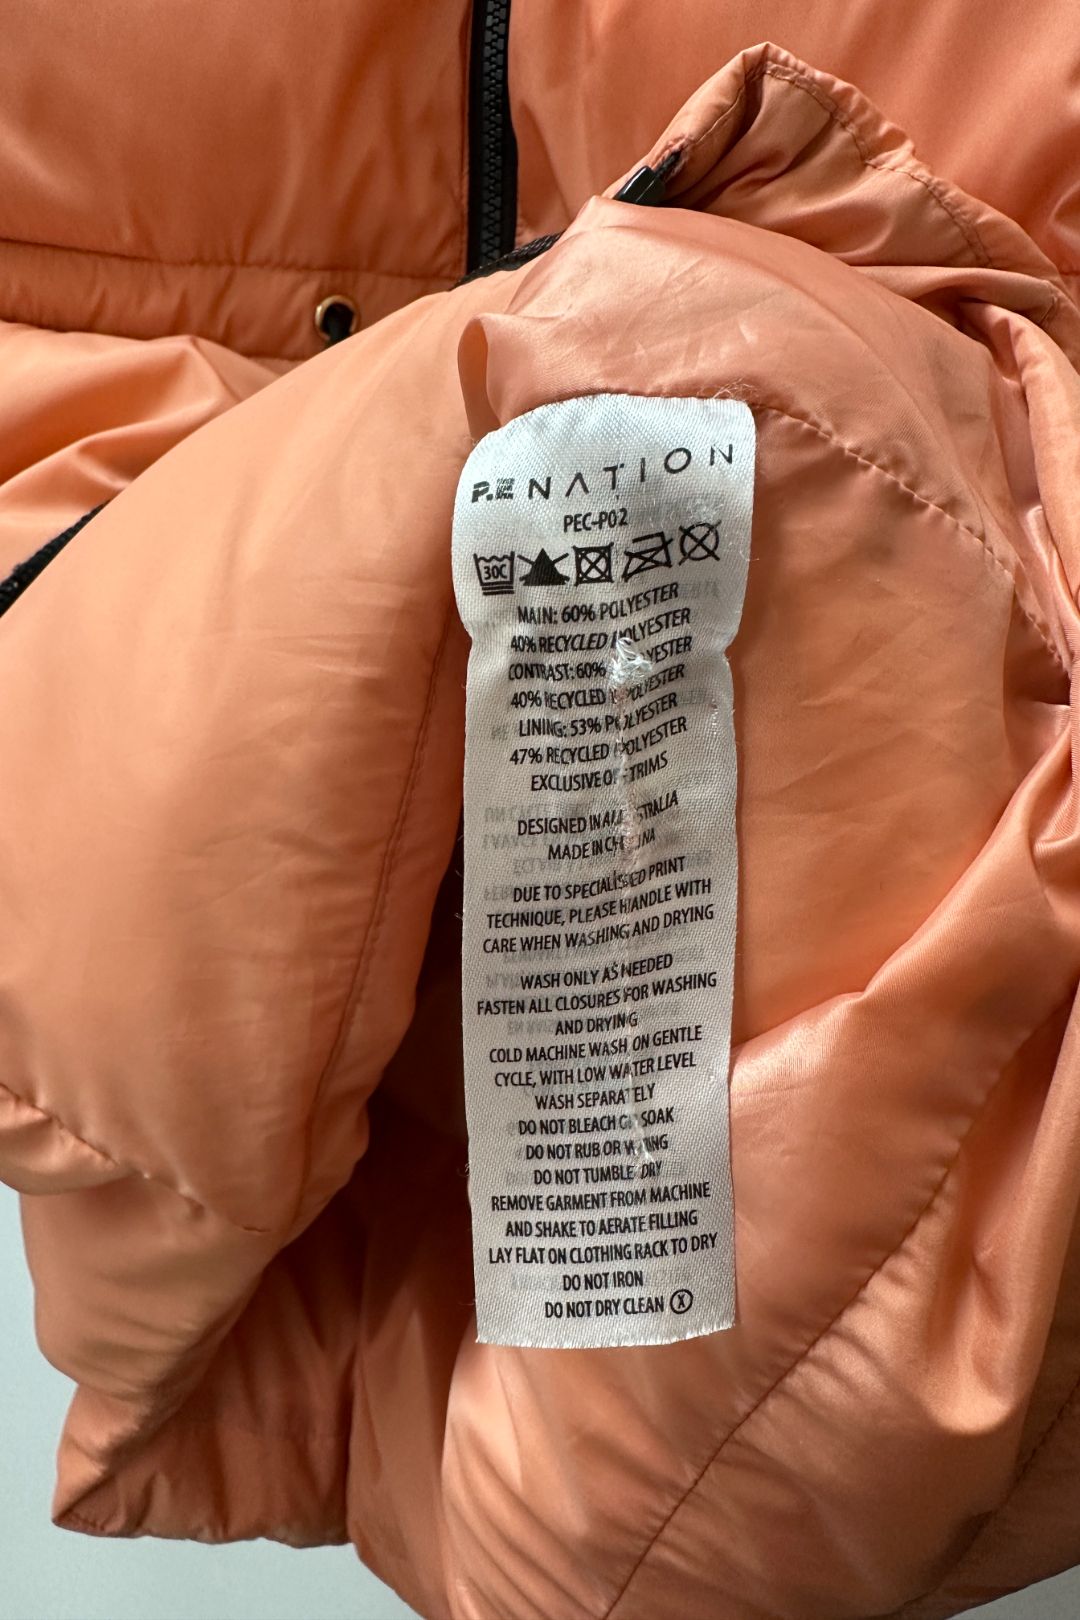 P.E NATION
PEC-P02
30C
MAIN: 60% POLYESTER
40% RECYCLED POLYESTER
CONTRAST: 60% POLYESTER
40% RECYCLED POLYESTER
LINING: 53% POLYESTER
47% RECYCLED POLYESTER
EXCLUSIVE OF TRIMS
DESIGNED IN AUSTRALIA
MADE IN CHINA
DUE TO SPECIALISED PRINT
TECHNIQUE, PLEASE HANDLE WITH
CARE WHEN WASHING AND DRYING
WASH ONLY AS NEEDED
FASTEN ALL CLOSURES FOR WASHING
AND DRYING
COLD MACHINE WASH ON GENTLE
CYCLE, WITH LOW WATER LEVEL
WASH SEPARATELY
DO NOT BLEACH OR SOAK
DO NOT RUB OR WRING
DO NOT TUMBLE DRY
REMOVE GARMENT FROM MACHINE
AND SHAKE TO AERATE FILLING
LAY FLAT ON CLOTHING RACK TO DRY
DO NOT IRON
DO NOT DRY CLEAN X